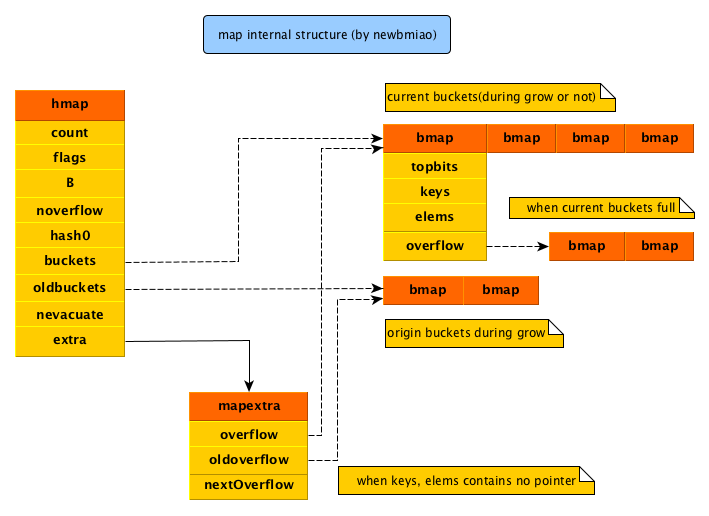 map internal structure (by newbmiao)
current buckets(during grow or not)
hmap
count
flags
B
noverflow
hash0
buckets
oldbuckets
nevacuate
extra
bmap bmap bmap bmap
topbits
keys
elems
overflow
when current buckets full
bmap bmap
bmap bmap
origin buckets during grow
mapextra
overflow
oldoverflow
nextOverflow
when keys, elems contains no pointer